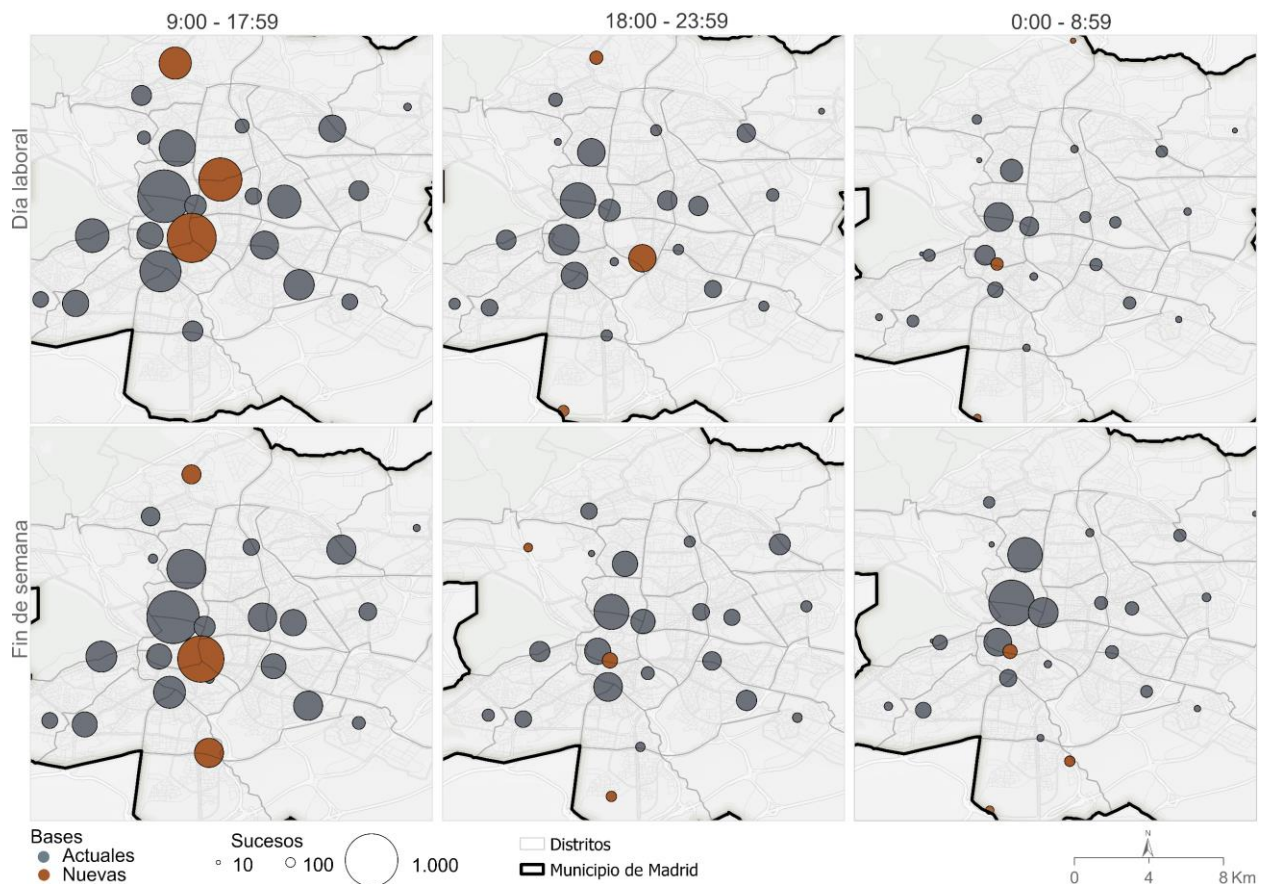 9:00 - 17:59
18:00 - 23:59
0:00 - 8:59
Día laboral
Fin de semana
Bases
Actuales
Nuevas
Sucesos
10
100
1.000
Distritos
Municipio de Madrid
N
0 4 8 Km